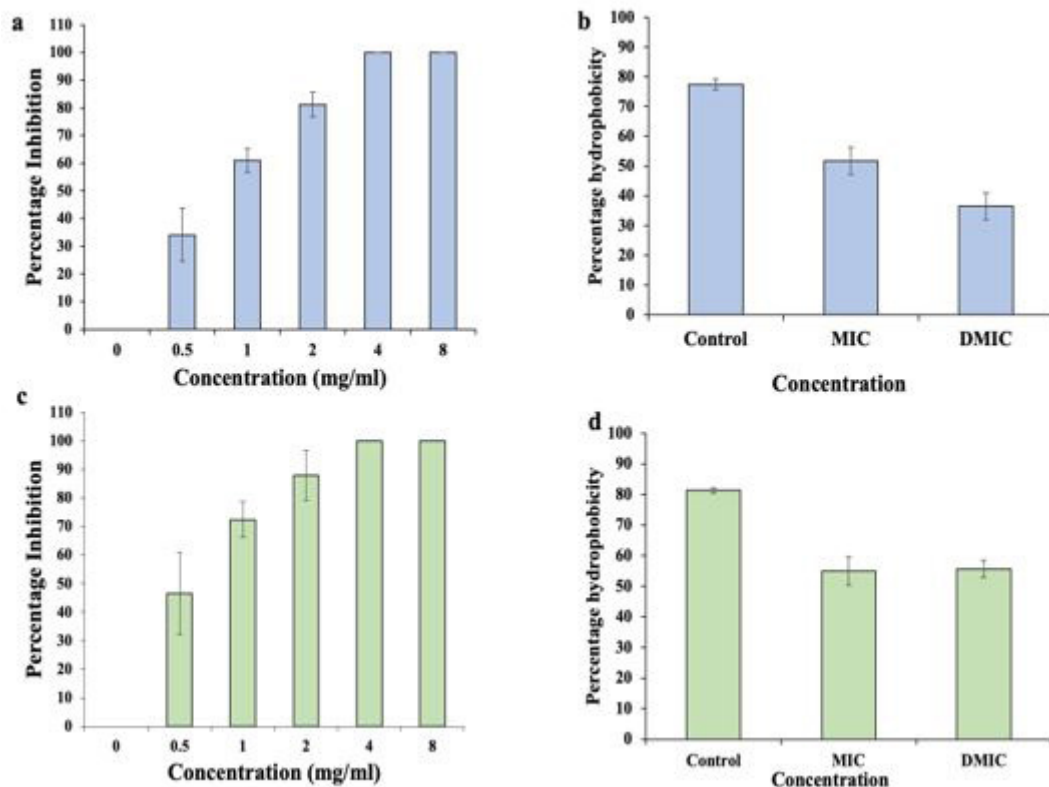 a
Percentage Inhibition
110
100
90
80
70
60
50
40
30
20
10
0
0 0.5 1 2 4 8
Concentration (mg/ml)
b
Percentage hydrophobicity
100
90
80
70
60
50
40
30
20
10
0
Control MIC DMIC
Concentration
c
Percentage Inhibition
110
100
90
80
70
60
50
40
30
20
10
0
0 0.5 1 2 4 8
Concentration (mg/ml)
d
Percentage hydrophobicity
100
90
80
70
60
50
40
30
20
10
0
Control MIC DMIC
Concentration